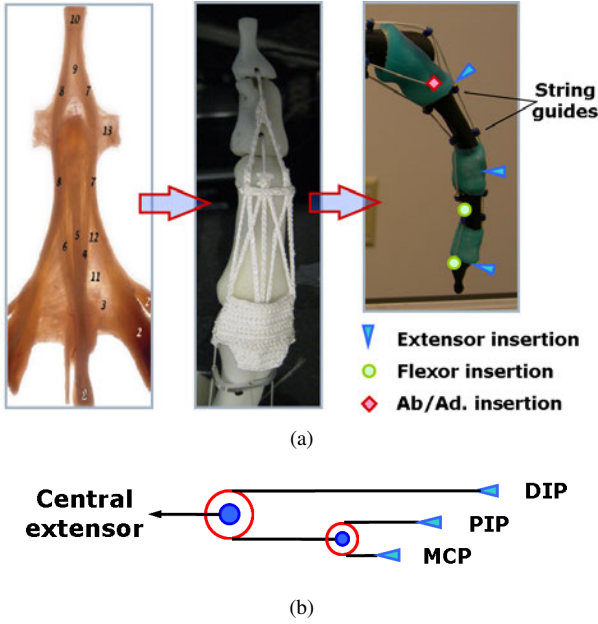 10
9
8 7
13
8 7
5 12
6 4
11
3
2
2
String
guides
Extensor insertion
Flexor insertion
Ab/Ad. insertion
(a)
Central
extensor
DIP
PIP
MCP
(b)